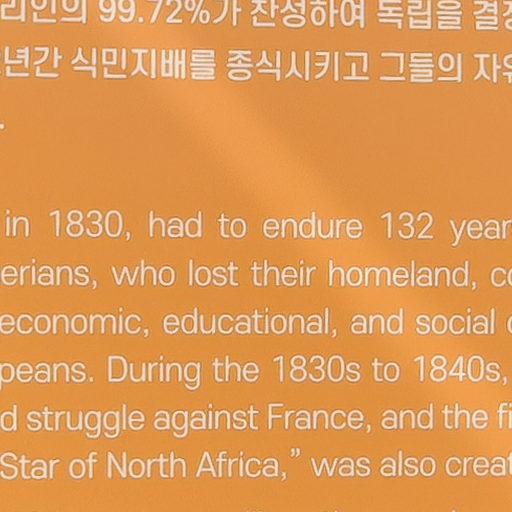 리인의 99.72%가 찬성하여 독립을 결정
년간 식민지배를 종식시키고 그들의 자유
.
in 1830, had to endure 132 year
erians, who lost their homeland, co
economic, educational, and social
peans. During the 1830s to 1840s,
d struggle against France, and the fi
Star of North Africa,” was also creat